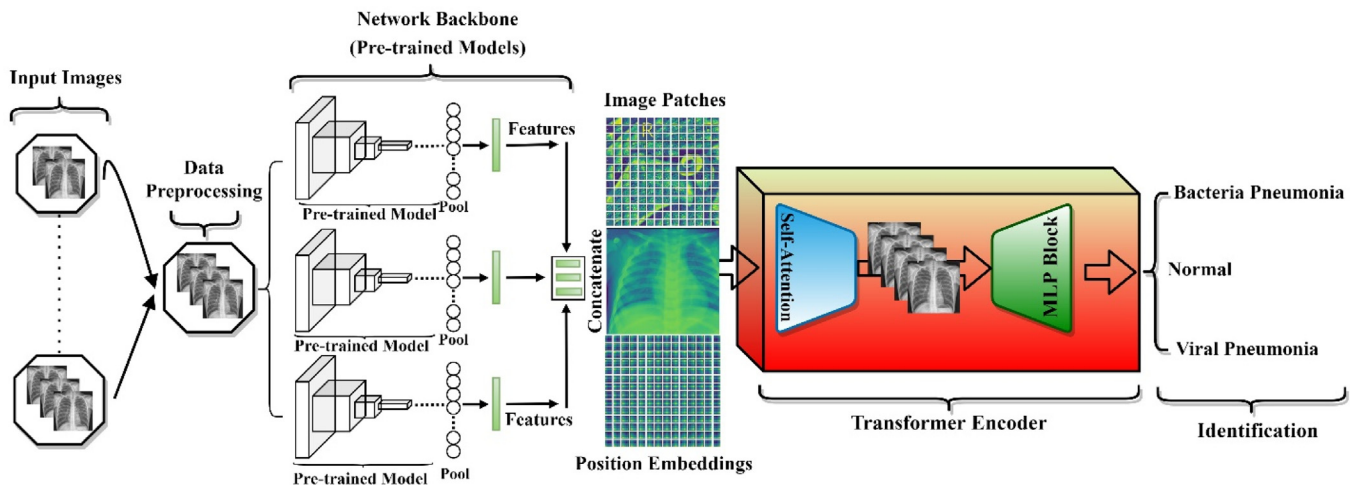 Network Backbone
(Pre-trained Models)
Input Images
Data
Preprocessing
Pre-trained Model
Pool
Features
Pre-trained Model
Pool
Pre-trained Model
Pool
Features
Concatenate
Image Patches
R
Position Embeddings
Self-Attention
MLP Block
Transformer Encoder
Bacteria Pneumonia
Normal
Viral Pneumonia
Identification